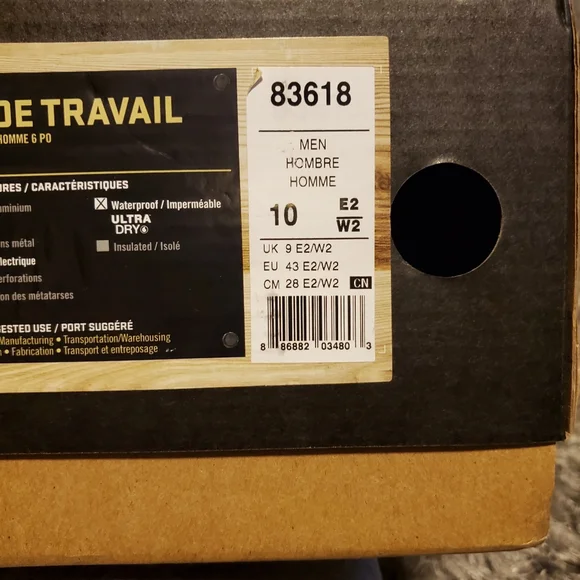 DE TRAVAIL
HOMME 6 PO
RES / CARACTÉRISTIQUES
Waterproof / Imperméable
ULTRA
DRY
Insulated / Isolé
ns métal
lectrique
erforations
on des métatarses
ESTED USE / PORT SUGGÉRÉ
Manufacturing • Transportation/Warehousing
• Fabrication • Transport et entreposage
83618
MEN
HOMBRE
HOMME
10 E2
W2
UK 9 E2/W2
EU 43 E2/W2
CM 28 E2/W2 CN
8 86882 03480 3